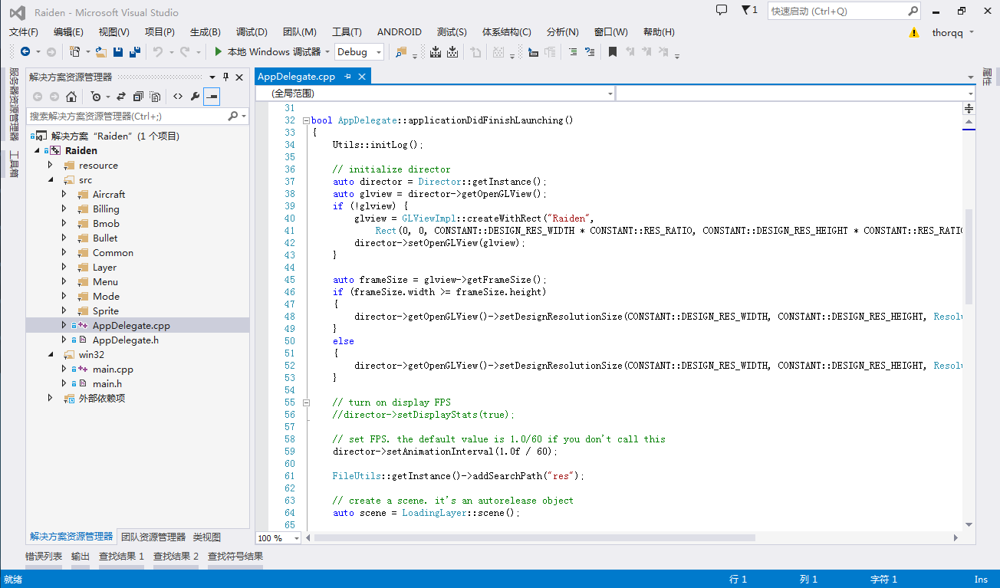 Raiden - Microsoft Visual Studio
1
快速启动 (Ctrl+Q)
文件(F) 编辑(E) 视图(V) 项目(P) 生成(B) 调试(D) 团队(M) 工具(T) ANDROID 测试(S) 体系结构(C) 分析(N) 窗口(W) 帮助(H)
thorqq
本地 Windows 调试器
Debug
服务器资源管理器
工具箱
解决方案资源管理器
搜索解决方案资源管理器(Ctrl+;)
解决方案 "Raiden" (1 个项目)
Raiden
resource
src
Aircraft
Billing
Bmob
Bullet
Common
Layer
Menu
Mode
Sprite
AppDelegate.cpp
AppDelegate.h
win32
main.cpp
main.h
外部依赖项
解决方案资源管理器 团队资源管理器 类视图
AppDelegate.cpp
(全局范围)
31
32 bool AppDelegate::applicationDidFinishLaunching()
33 {
34 Utils::initLog();
35
36 // initialize director
37 auto director = Director::getInstance();
38 auto glview = director->getOpenGLView();
39 if (!glview) {
40 glview = GLViewImpl::createWithRect("Raiden",
41 Rect(0, 0, CONSTANT::DESIGN_RES_WIDTH * CONSTANT::RES_RATIO, CONSTANT::DESIGN_RES_HEIGHT * CONSTANT::RES_RATIO
42 director->setOpenGLView(glview);
43 }
44
45 auto frameSize = glview->getFrameSize();
46 if (frameSize.width >= frameSize.height)
47 {
48 director->getOpenGLView()->setDesignResolutionSize(CONSTANT::DESIGN_RES_WIDTH, CONSTANT::DESIGN_RES_HEIGHT, Resolu
49 }
50 else
51 {
52 director->getOpenGLView()->setDesignResolutionSize(CONSTANT::DESIGN_RES_WIDTH, CONSTANT::DESIGN_RES_HEIGHT, Resolu
53 }
54
55 // turn on display FPS
56 //director->setDisplayStats(true);
57
58 // set FPS. the default value is 1.0/60 if you don't call this
59 director->setAnimationInterval(1.0f / 60);
60
61 FileUtils::getInstance()->addSearchPath("res");
62
63 // create a scene. it's an autorelease object
64 auto scene = LoadingLayer::scene();
65
100 %
属性
错误列表 输出 查找结果 1 查找结果 2 查找符号结果
就绪 行 1 列 1 字符 1 Ins